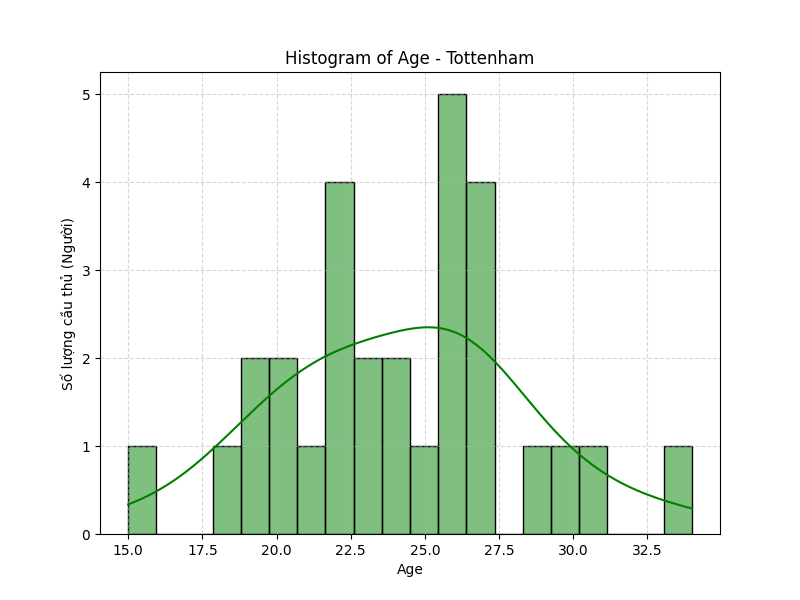 Histogram of Age - Tottenham
Số lượng cầu thủ (Người)
5
4
3
2
1
0
15.0 17.5 20.0 22.5 25.0 27.5 30.0 32.5
Age